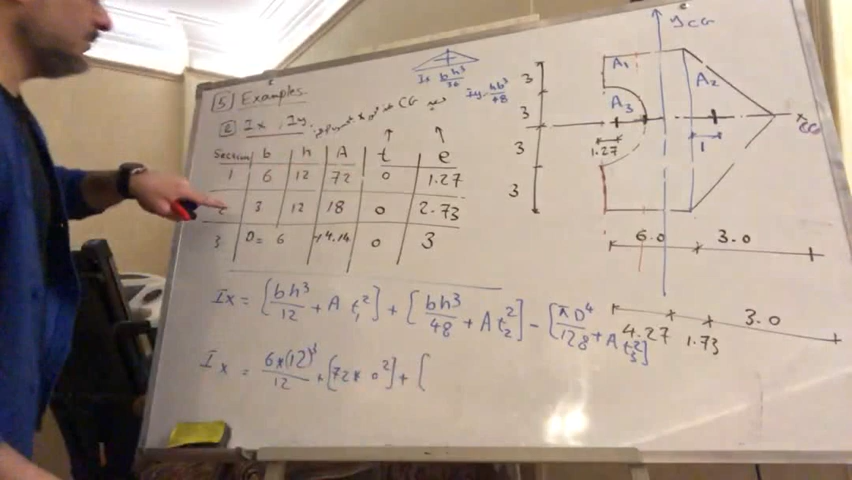 5 Examples
2 Ix, Iy CG
Section b h A t e
1 6 12 72 0 1.27
2 3 12 18 0 2.73
3 D= 6 -14.14 0 3
Ix = [bh³/12 + A t₁²] + [bh³/48 + A t₂²] - [πD⁴/128 + A t₃²]
Ix = 6*(12)³/12 + [72*0²] + [
Ix bh³/36
Iy = hb³/48
yCG
xCG
3
3
3
3
A₁
A₂
A₃
1.27
1
6.0
3.0
4.27
1.73
3.0